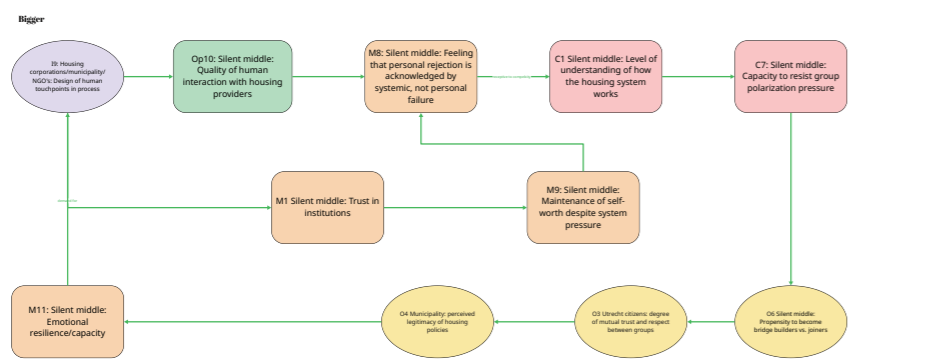 Bigger
I9: Housing
corporations/municipality/
NGO's: Design of human
touchpoints in process
Op10: Silent middle:
Quality of human
interaction with housing
providers
M8: Silent middle: Feeling
that personal rejection is
acknowledged by
systemic, not personal
failure
C1 Silent middle: Level of
understanding of how
the housing system
works
C7: Silent middle:
Capacity to resist group
polarization pressure
M1 Silent middle: Trust in
institutions
M9: Silent middle:
Maintenance of self-
worth despite system
pressure
M11: Silent middle:
Emotional
resilience/capacity
O4 Municipality: perceived
legitimacy of housing
policies
O3 Utrecht citizens: degree
of mutual trust and respect
between groups
O6 Silent middle:
Propensity to become
bridge builders vs. joiners